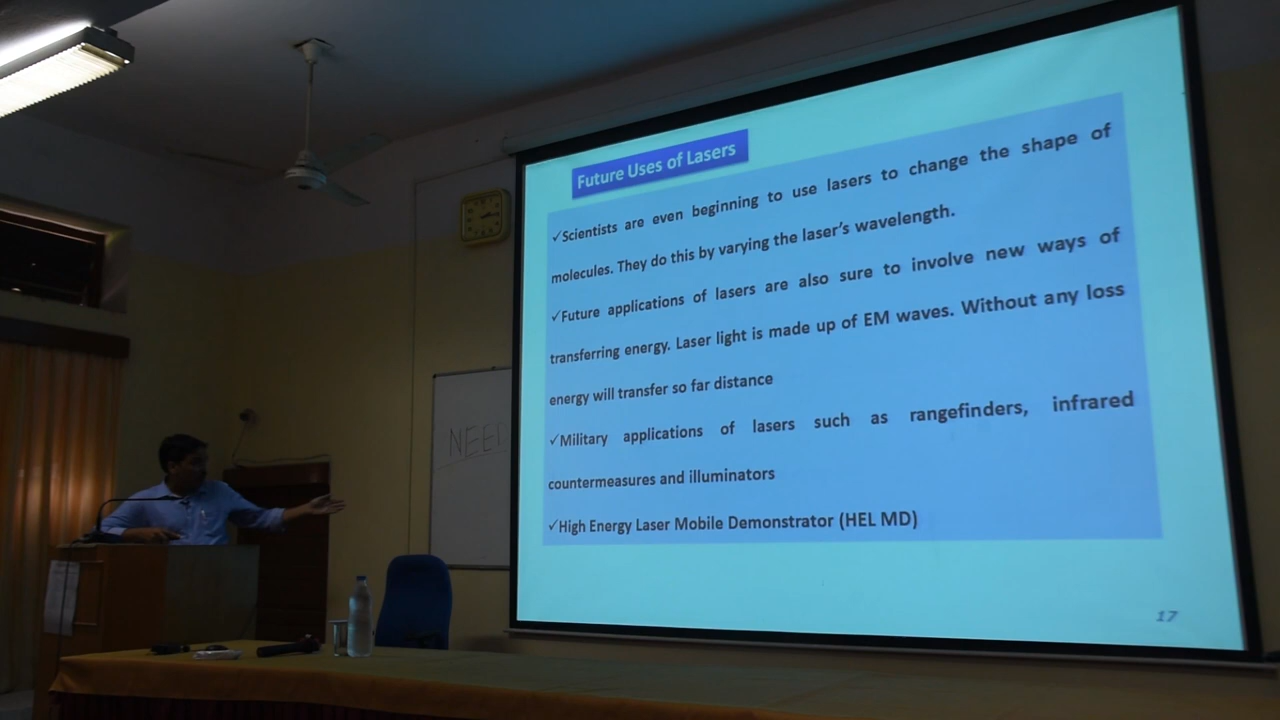 Future Uses of Lasers
✓Scientists are even beginning to use lasers to change the shape of
molecules. They do this by varying the laser's wavelength.
✓Future applications of lasers are also sure to involve new ways of
transferring energy. Laser light is made up of EM waves. Without any loss
energy will transfer so far distance
✓Military applications of lasers such as rangefinders, infrared
countermeasures and illuminators
✓High Energy Laser Mobile Demonstrator (HEL MD)
17
NEED